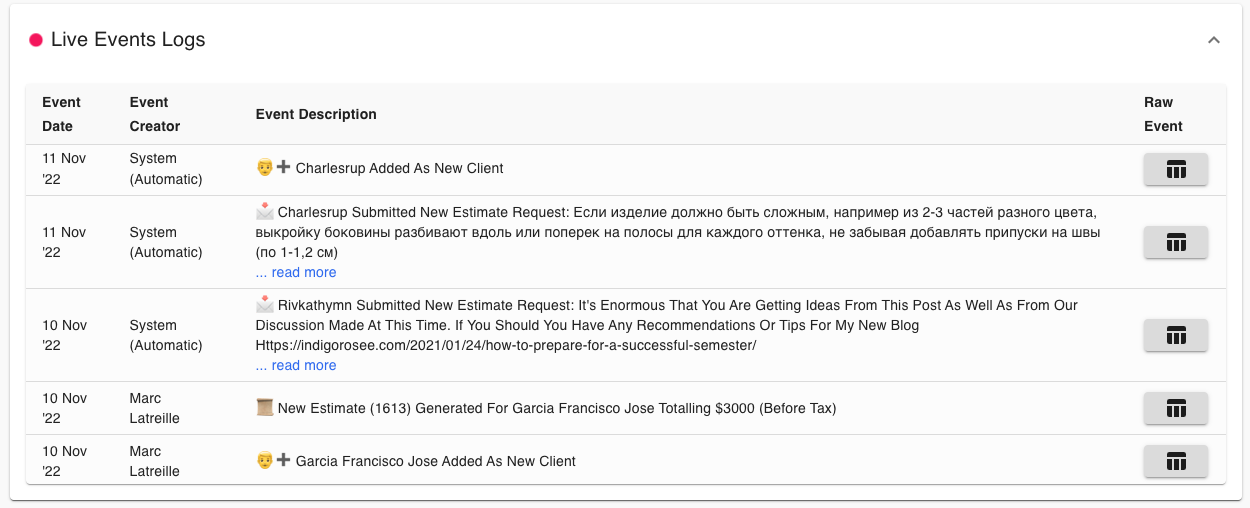 Live Events Logs
Event Date
Event Creator
Event Description
Raw Event
11 Nov '22
System (Automatic)
Charlesrup Added As New Client
11 Nov '22
System (Automatic)
Charlesrup Submitted New Estimate Request: Если изделие должно быть сложным, например из 2-3 частей разного цвета,
выкройку боковины разбивают вдоль или поперек на полосы для каждого оттенка, не забывая добавлять припуски на швы
(по 1-1,2 см)
... read more
10 Nov '22
System (Automatic)
Rivkathymn Submitted New Estimate Request: It's Enormous That You Are Getting Ideas From This Post As Well As From Our
Discussion Made At This Time. If You Should You Have Any Recommendations Or Tips For My New Blog
Https://indigorosee.com/2021/01/24/how-to-prepare-for-a-successful-semester/
... read more
10 Nov '22
Marc Latreille
New Estimate (1613) Generated For Garcia Francisco Jose Totalling $3000 (Before Tax)
10 Nov '22
Marc Latreille
Garcia Francisco Jose Added As New Client